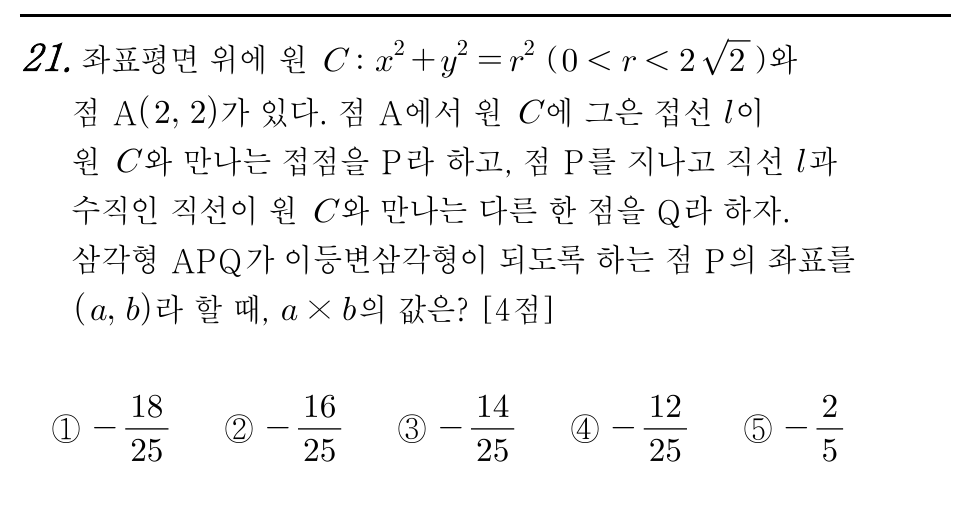 21. 좌표평면 위에 원 C : x² + y² = r² (0 < r < 2√2)와
점 A(2, 2)가 있다. 점 A에서 원 C에 그은 접선 l이
원 C와 만나는 접점을 P라 하고, 점 P를 지나고 직선 l과
수직인 직선이 원 C와 만나는 다른 한 점을 Q라 하자.
삼각형 APQ가 이등변삼각형이 되도록 하는 점 P의 좌표를
(a, b)라 할 때, a × b의 값은? [4점]
① -18/25 ② -16/25 ③ -14/25 ④ -12/25 ⑤ -2/5